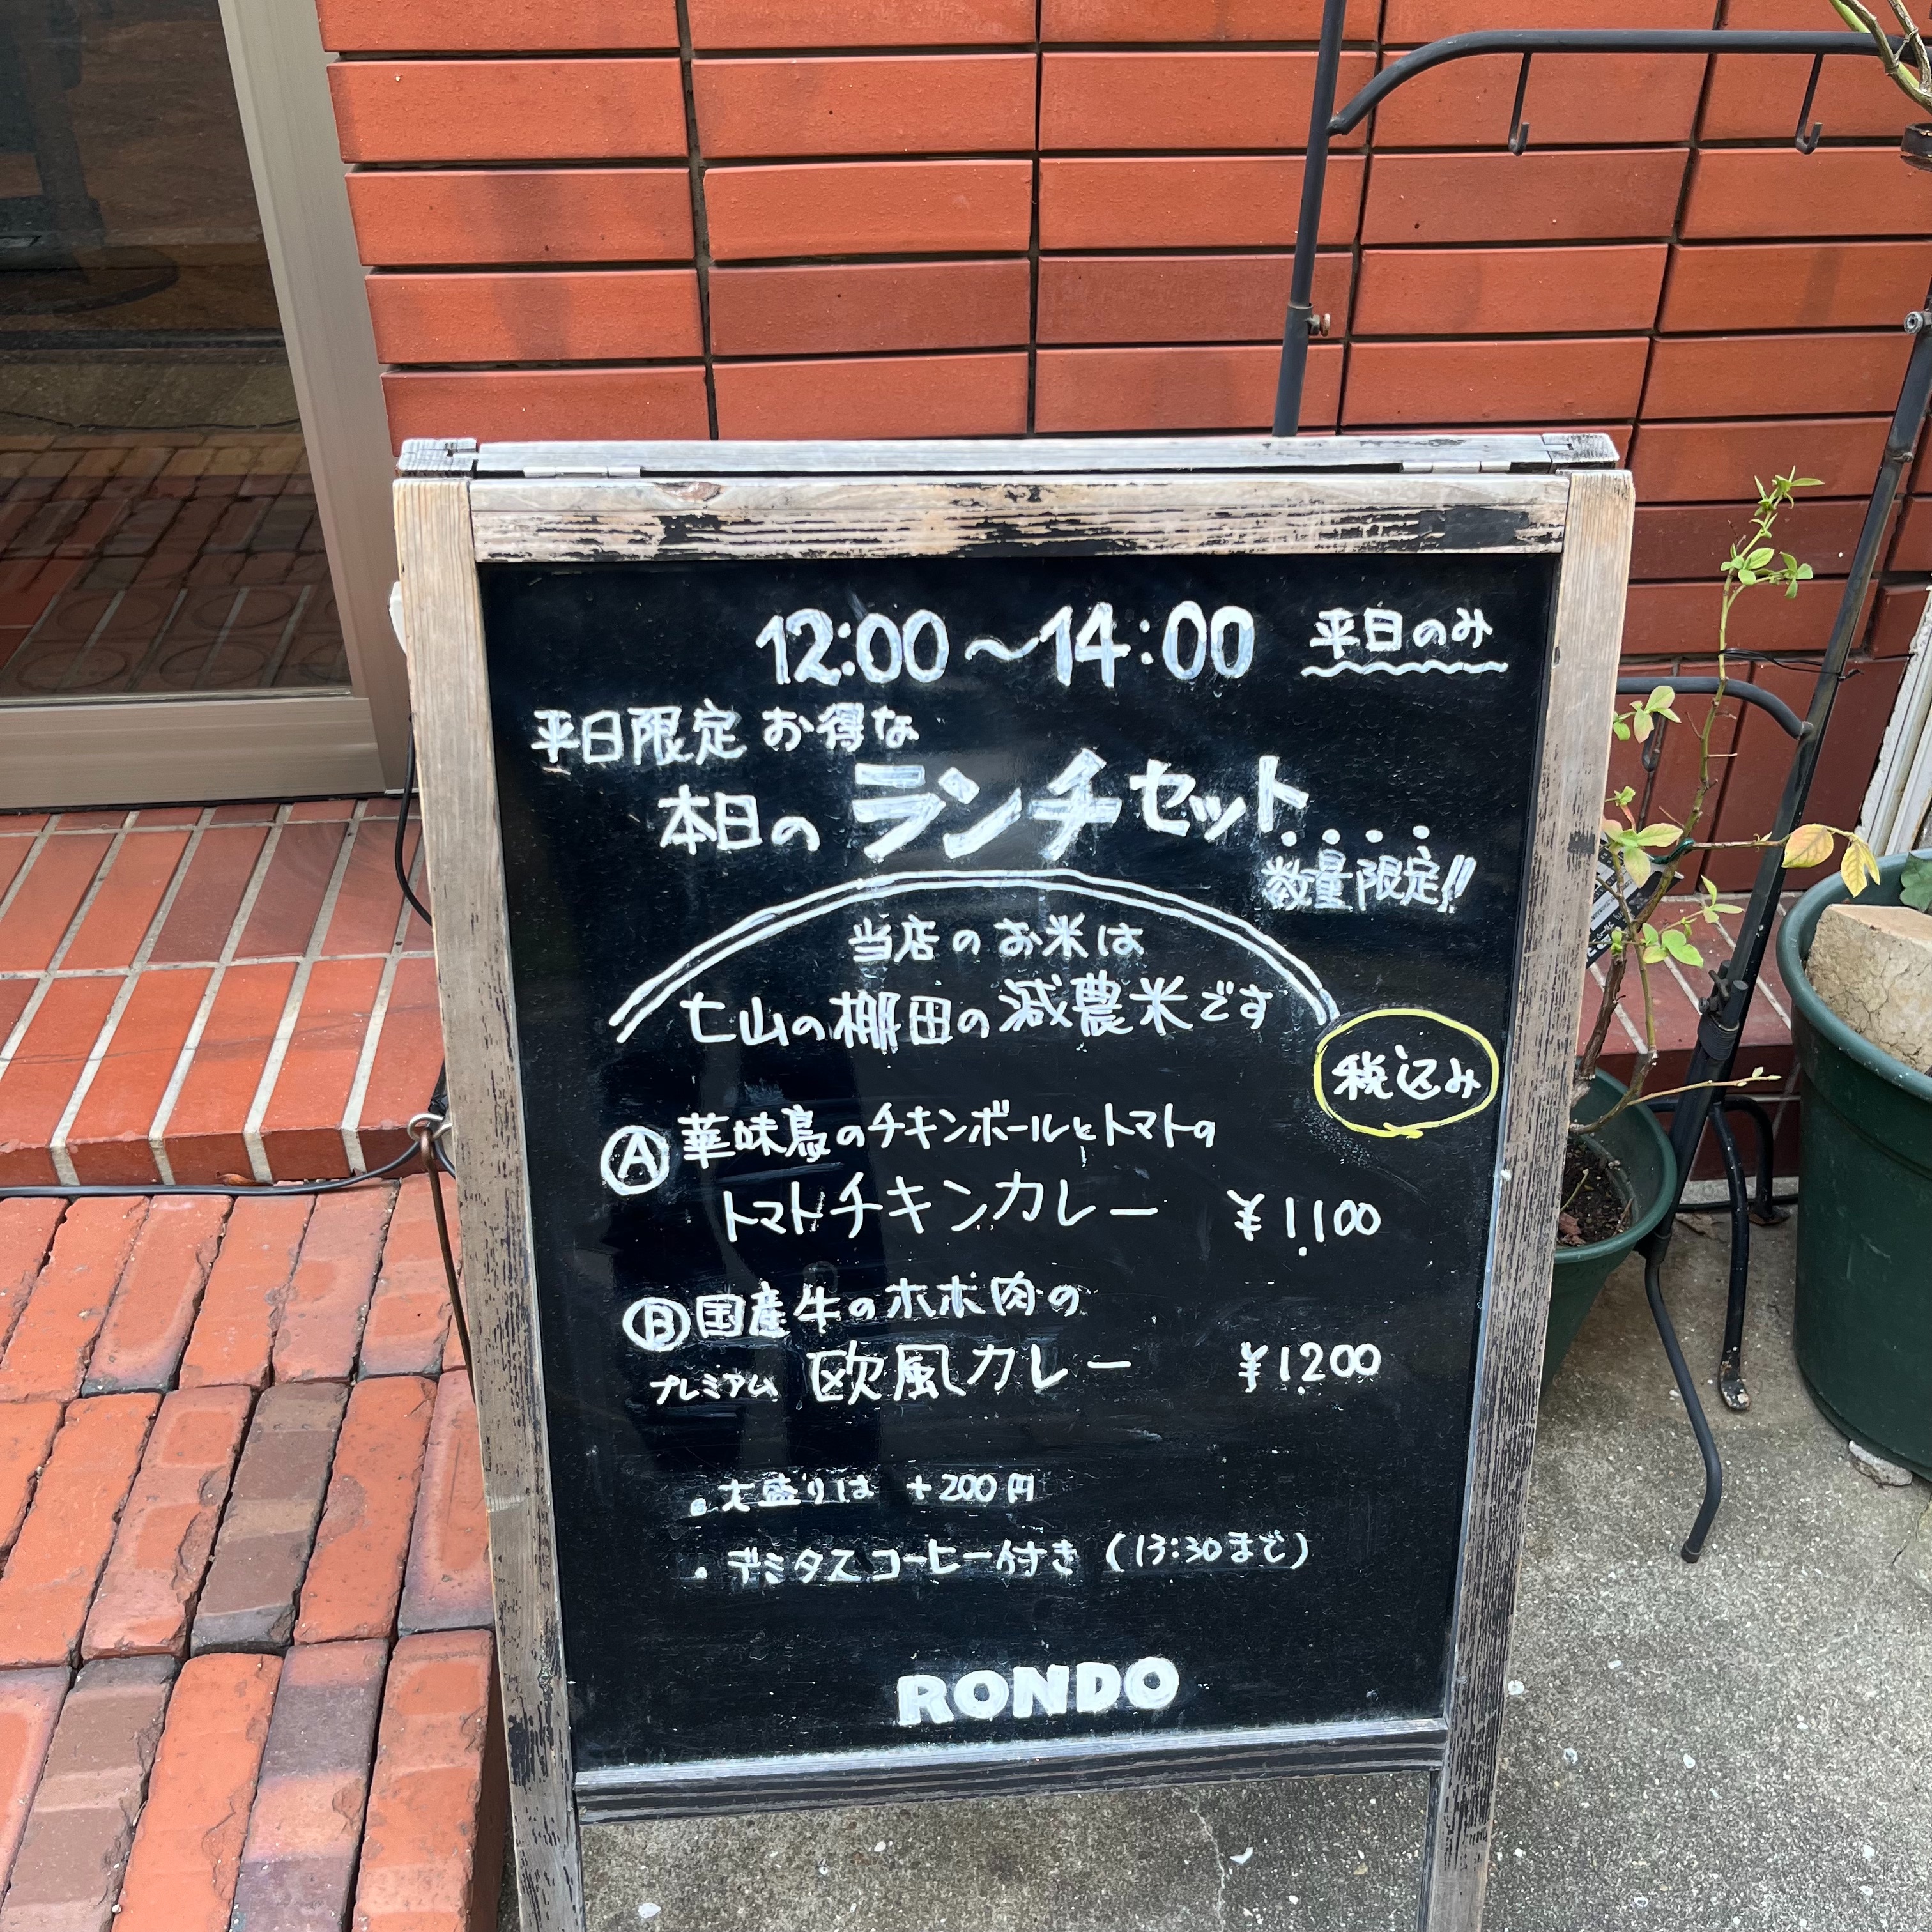 12:00〜14:00 平日のみ
平日限定 お得な
本日の ランチセット....
数量限定!!
当店のお米は
七山の棚田の減農米です
税込み
Ⓐ 華味鳥のチキンボールとトマトの
トマトチキンカレー ¥1,100
Ⓑ 国産牛のホホ肉の
プレミアム 欧風カレー ¥1,200
・大盛りは +200円
・デミタスコーヒー付き (13:30まで)
RONDO